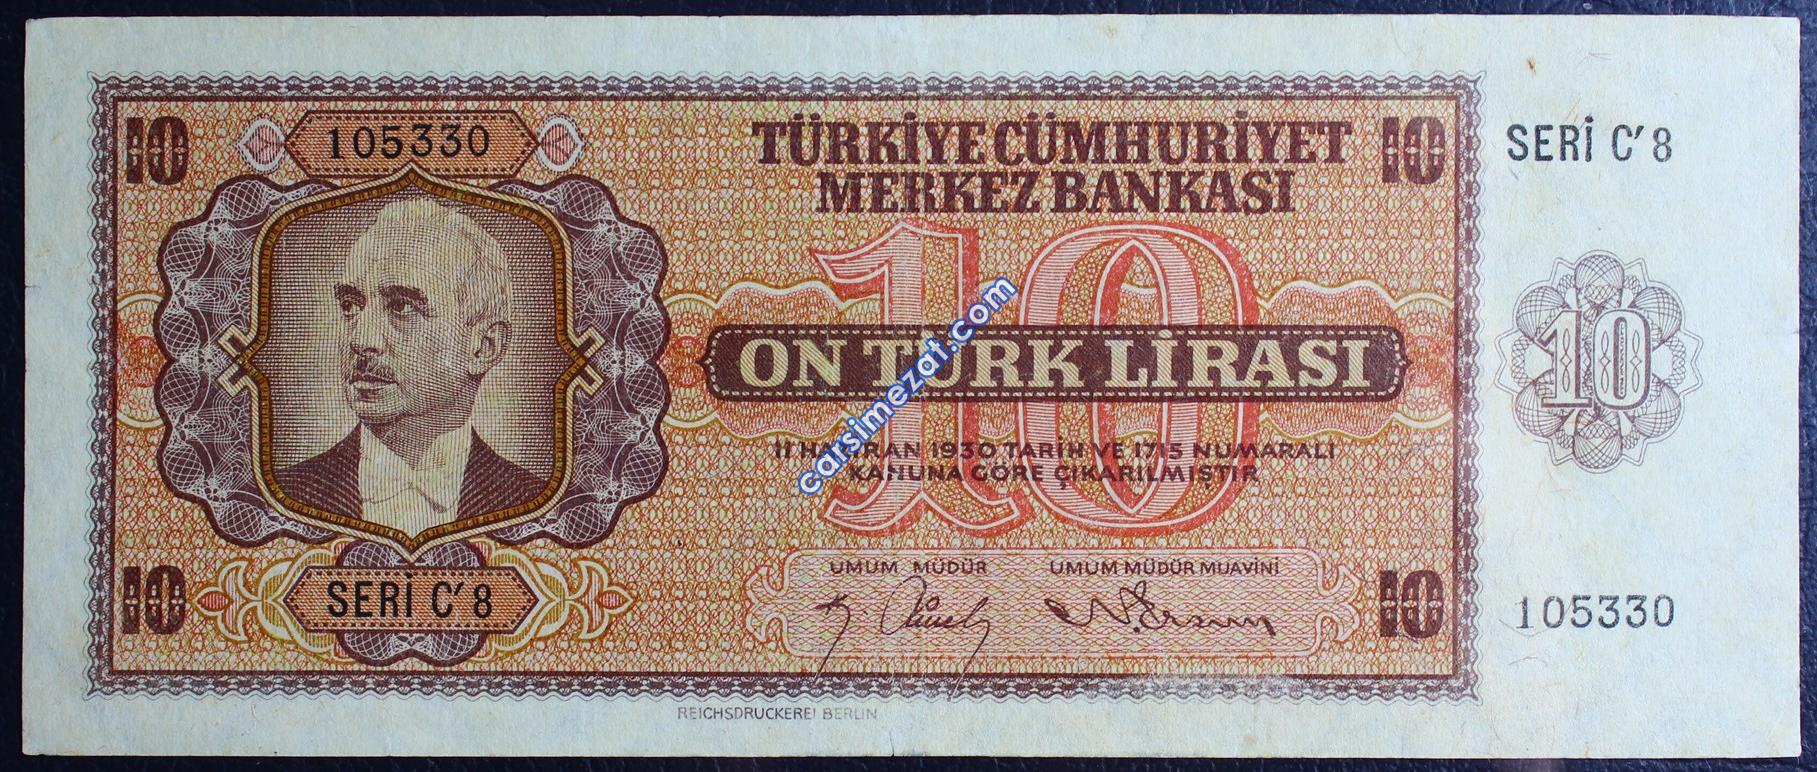 10
105330
TÜRKİYE CÜMHURİYET
MERKEZ BANKASI
10
SERİ C'8
10
ON TÜRK LİRASI
10
11 HAZİRAN 1930 TARİH VE 1715 NUMARALI
KANUNA GÖRE ÇIKARILMIŞTIR
carsimezat.com
UMUM MÜDÜR
UMUM MÜDÜR MUAVİNİ
10
SERİ C'8
10
105330
REICHSDRUCKEREI BERLIN